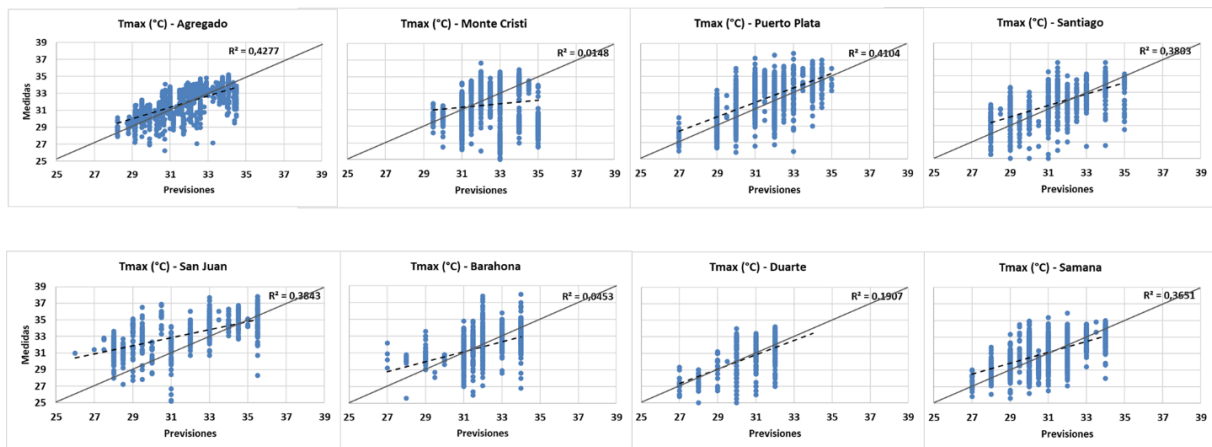 Tmax (°C) - Agregado
R² = 0,4277
39
37
35
33
31
29
27
25
Medidas
25 27 29 31 33 35 37 39
Previsiones
Tmax (°C) - Monte Cristi
R² = 0,0148
25 27 29 31 33 35 37 39
Previsiones
Tmax (°C) - Puerto Plata
R² = 0,4104
25 27 29 31 33 35 37 39
Previsiones
Tmax (°C) - Santiago
R² = 0,3803
25 27 29 31 33 35 37 39
Previsiones
Tmax (°C) - San Juan
R² = 0,3843
39
37
35
33
31
29
27
25
Medidas
25 27 29 31 33 35 37 39
Previsiones
Tmax (°C) - Barahona
R² = 0,0453
25 27 29 31 33 35 37 39
Previsiones
Tmax (°C) - Duarte
R² = 0,1907
25 27 29 31 33 35 37 39
Previsiones
Tmax (°C) - Samana
R² = 0,3651
25 27 29 31 33 35 37 39
Previsiones